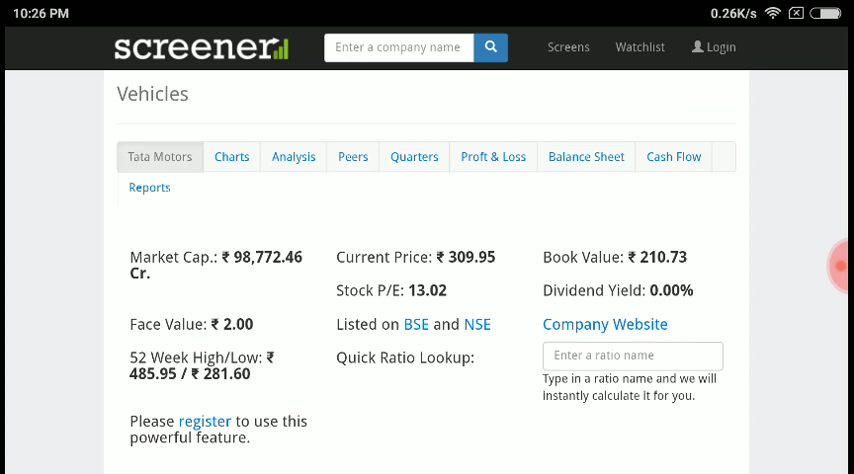 10:26 PM 0.26K/s
screener Enter a company name Screens Watchlist Login
Vehicles
Tata Motors Charts Analysis Peers Quarters Proft & Loss Balance Sheet Cash Flow
Reports
Market Cap.: ₹ 98,772.46 Cr.
Current Price: ₹ 309.95
Book Value: ₹ 210.73
Stock P/E: 13.02
Dividend Yield: 0.00%
Face Value: ₹ 2.00
Listed on BSE and NSE
Company Website
52 Week High/Low: ₹
485.95 / ₹ 281.60
Quick Ratio Lookup:
Enter a ratio name
Type in a ratio name and we will
instantly calculate it for you.
Please register to use this
powerful feature.